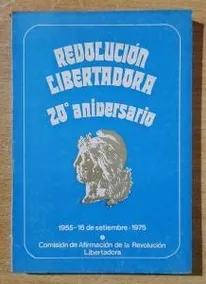 REVOLUCIÓN
LIBERTADORA
20° aniversario
1955-16 de setiembre-1975
Comisión de Afirmación de la Revolución
Libertadora